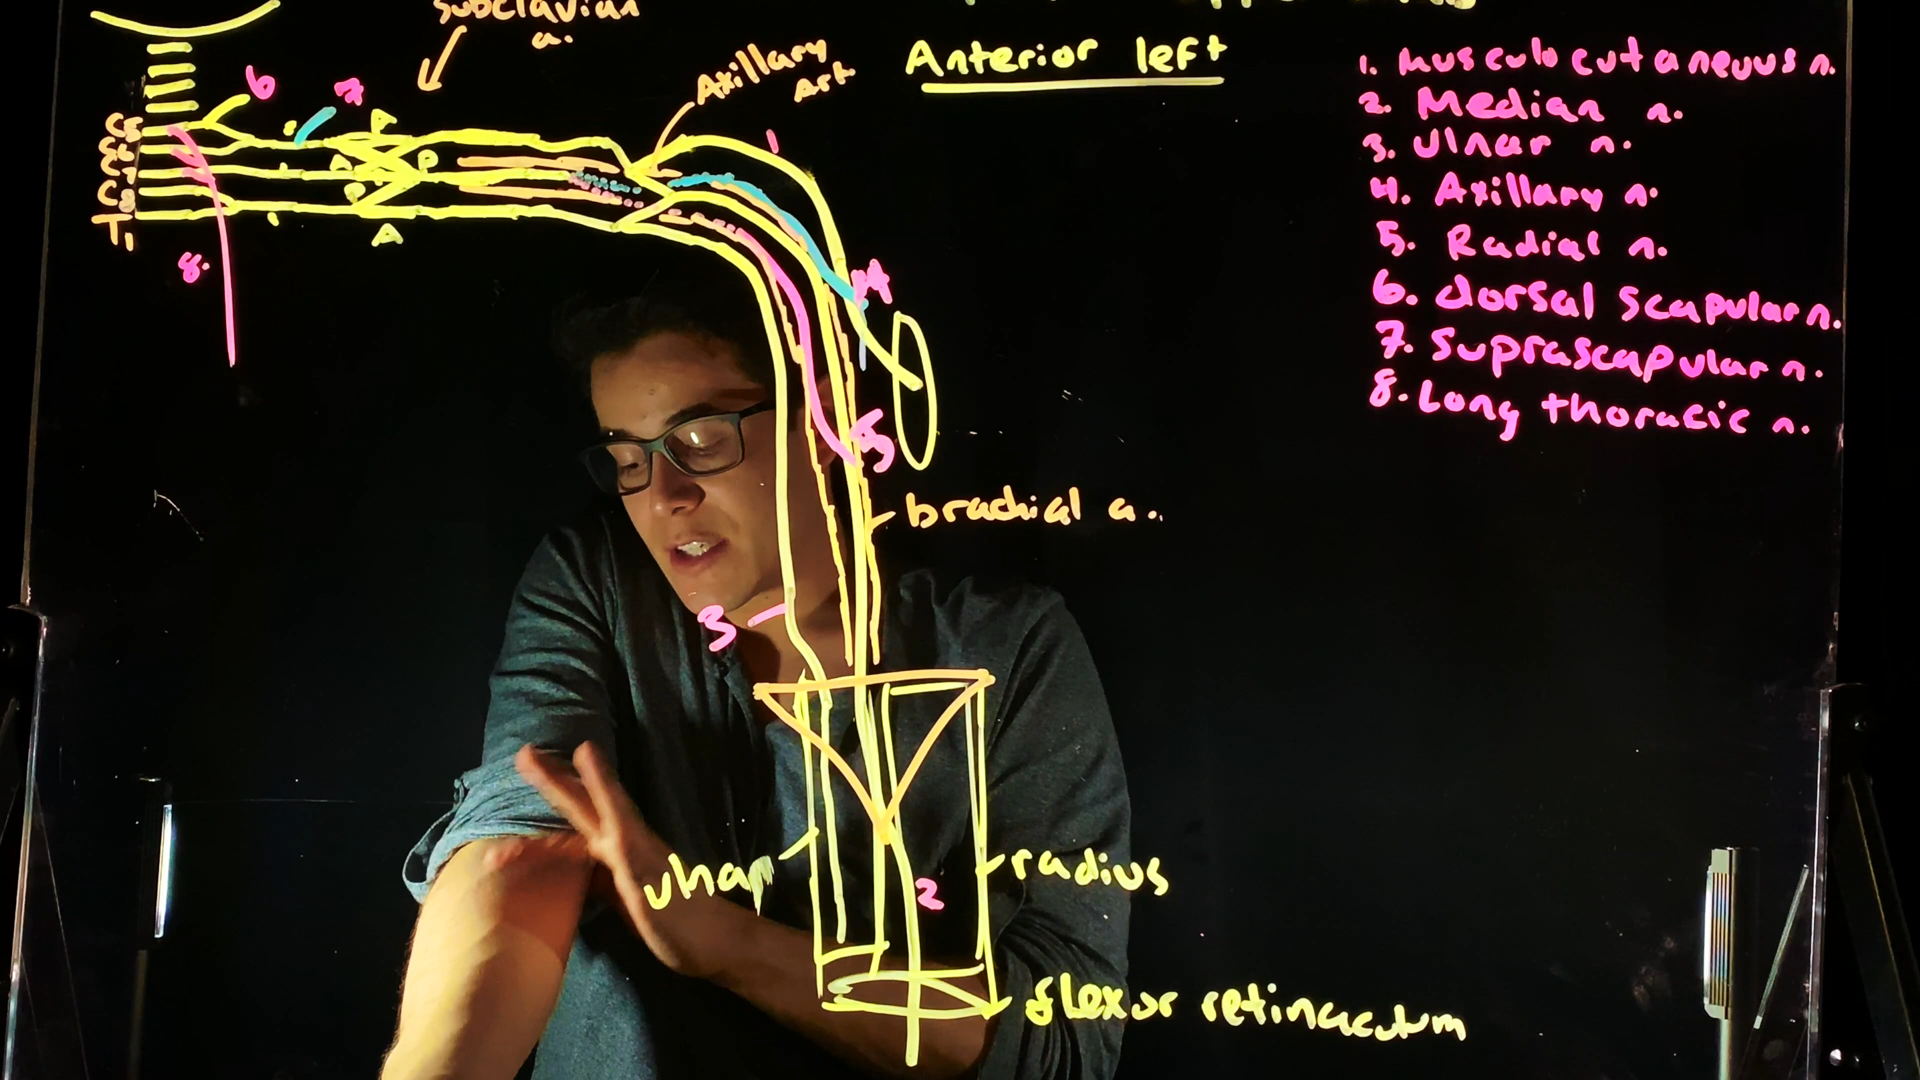 subclavian
a.
Axillary
art.
Anterior left
1. musculocutaneuus n.
2. Median n.
3. Ulnar n.
4. Axillary n.
5. Radial n.
6. dorsal scapular n.
7. suprascapular n.
8. Long thoracic n.
6
7
1
C5
C6
C7
C8
T1
A
A
P
P
A
8.
4
5
brachial a.
3
ulna
radius
2
flexor retinaculum